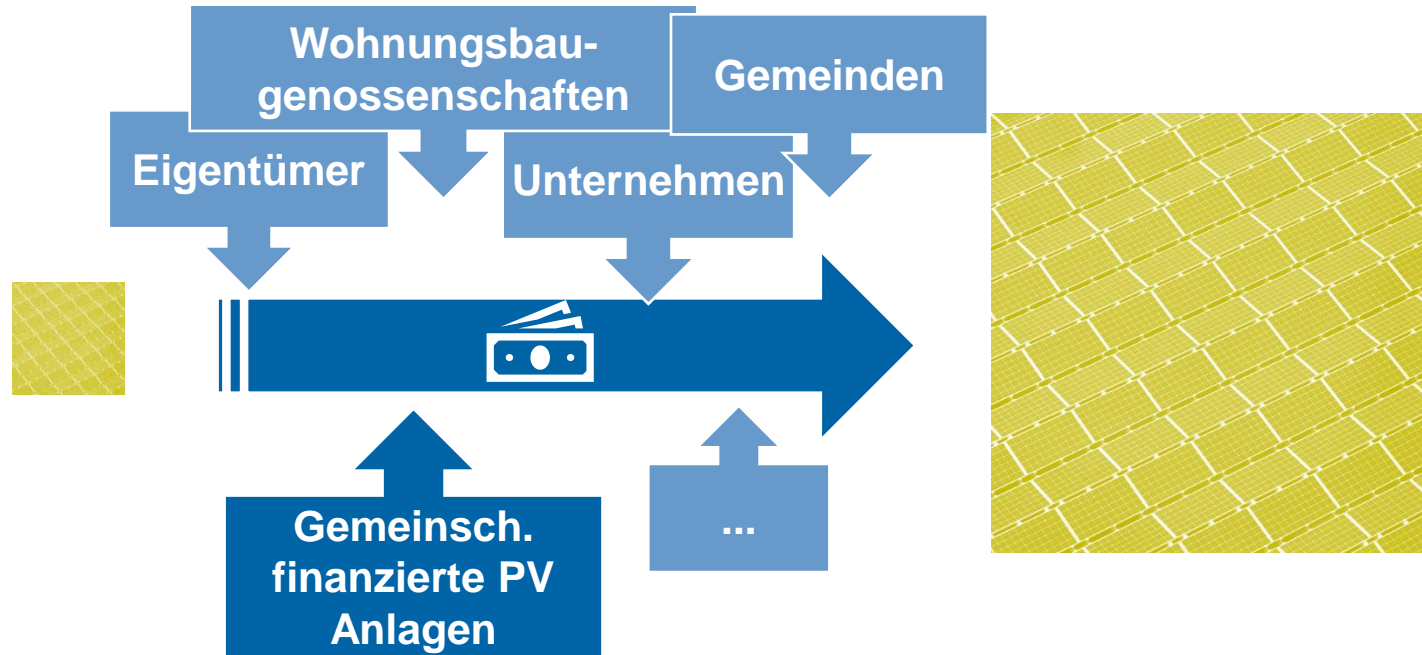 Wohnungsbau-
genossenschaften
Gemeinden
Eigentümer
Unternehmen
Gemeinsch.
finanzierte PV
Anlagen
...